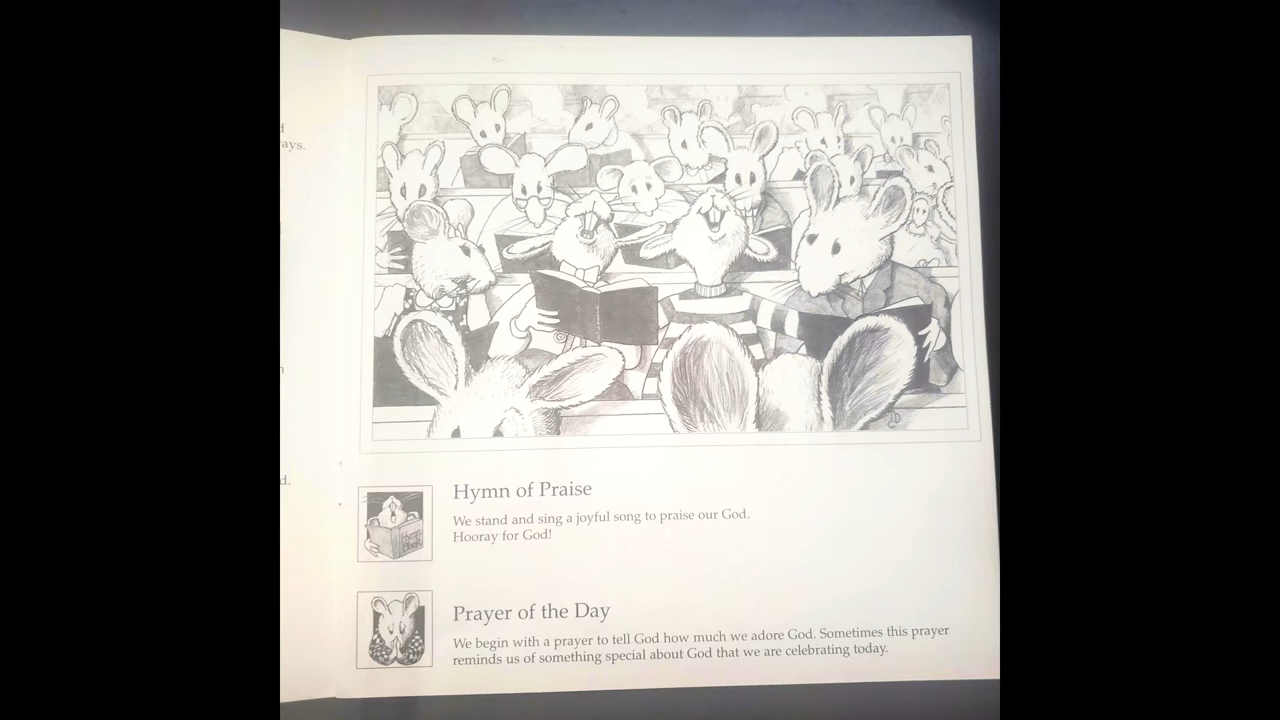 d
ays.
n
d.
Hymn of Praise
We stand and sing a joyful song to praise our God.
Hooray for God!
Prayer of the Day
We begin with a prayer to tell God how much we adore God. Sometimes this prayer
reminds us of something special about God that we are celebrating today.